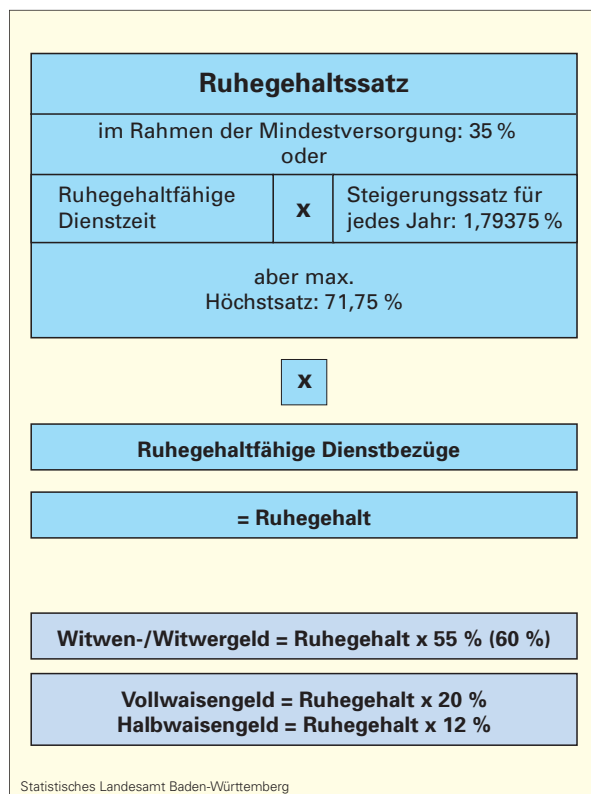 Ruhegehaltssatz
im Rahmen der Mindestversorgung: 35 %
oder
Ruhegehaltfähige
Dienstzeit
x
Steigerungssatz für
jedes Jahr: 1,79375 %
aber max.
Höchstsatz: 71,75 %
x
Ruhegehaltfähige Dienstbezüge
= Ruhegehalt
Witwen-/Witwergeld = Ruhegehalt x 55 % (60 %)
Vollwaisengeld = Ruhegehalt x 20 %
Halbwaisengeld = Ruhegehalt x 12 %
Statistisches Landesamt Baden-Württemberg